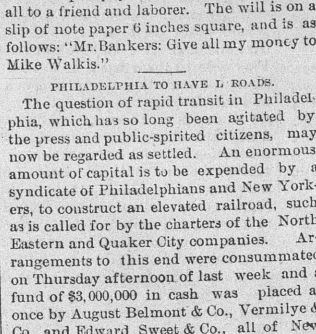 all to a friend and laborer. The will is on a
slip of note paper 6 inches square, and is as
follows: "Mr. Bankers: Give all my money to
Mike Walkis."
PHILADELPHIA TO HAVE L ROADS.
The question of rapid transit in Philadel-
phia, which has so long been agitated by
the press and public-spirited citizens, may
now be regarded as settled. An enormous
amount of capital is to be expended by a
syndicate of Philadelphians and New York-
ers, to construct an elevated railroad, such
as is called for by the charters of the North
Eastern and Quaker City companies. Ar-
rangements to this end were consummated
on Thursday afternoon of last week and a
fund of $3,000,000 in cash was placed a
once by August Belmont & Co., Vermilye &
Co. and Edward Sweet & Co., all of New